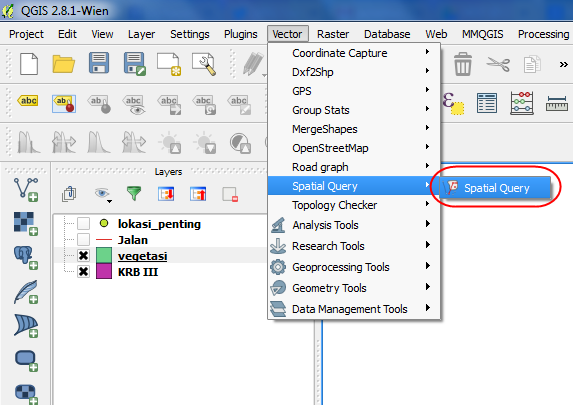 QGIS 2.8.1-Wien
Project Edit View Layer Settings Plugins Vector Raster Database Web MMQGIS Processing
Coordinate Capture
Dxf2Shp
GPS
Group Stats
MergeShapes
OpenStreetMap
Road graph
Spatial Query
Spatial Query
Topology Checker
Analysis Tools
Research Tools
Geoprocessing Tools
Geometry Tools
Data Management Tools
abc abc abc abc
Layers
lokasi_penting
Jalan
vegetasi
KRB III